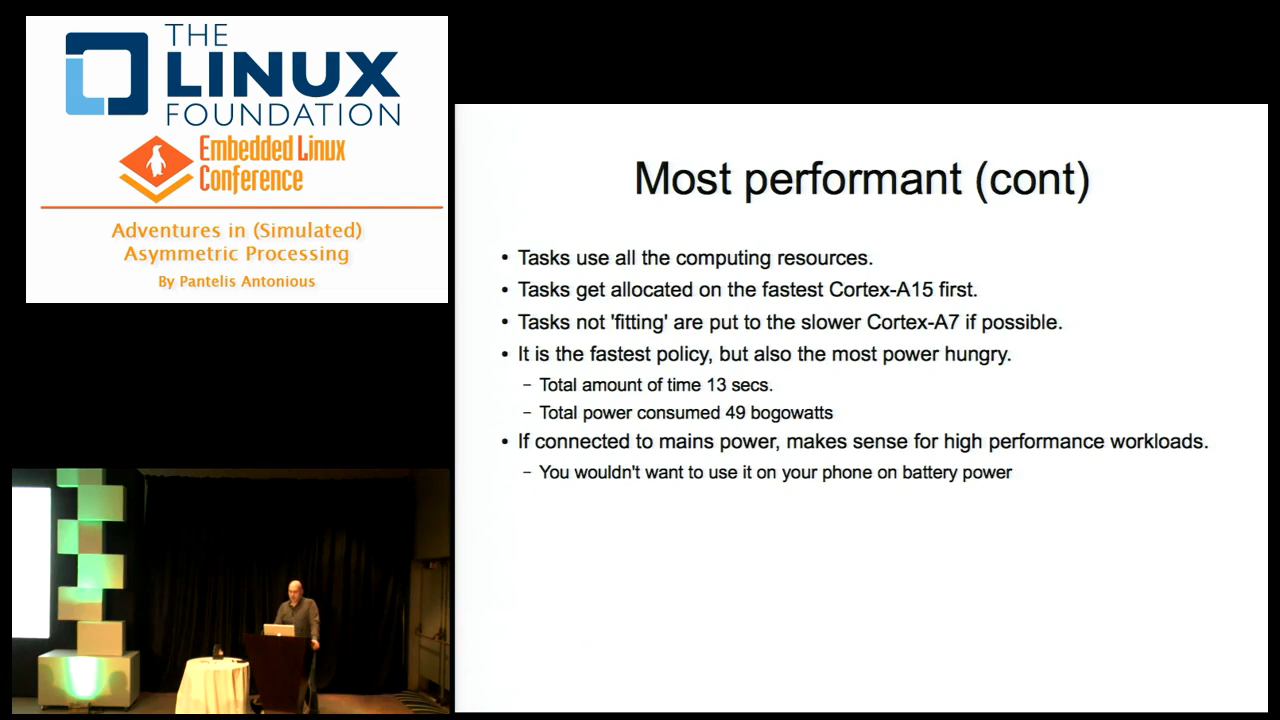 THE
LINUX
FOUNDATION
Embedded Linux
Conference
Adventures in (Simulated)
Asymmetric Processing
By Pantelis Antonious
Most performant (cont)
• Tasks use all the computing resources.
• Tasks get allocated on the fastest Cortex-A15 first.
• Tasks not 'fitting' are put to the slower Cortex-A7 if possible.
• It is the fastest policy, but also the most power hungry.
– Total amount of time 13 secs.
– Total power consumed 49 bogowatts
• If connected to mains power, makes sense for high performance workloads.
– You wouldn't want to use it on your phone on battery power